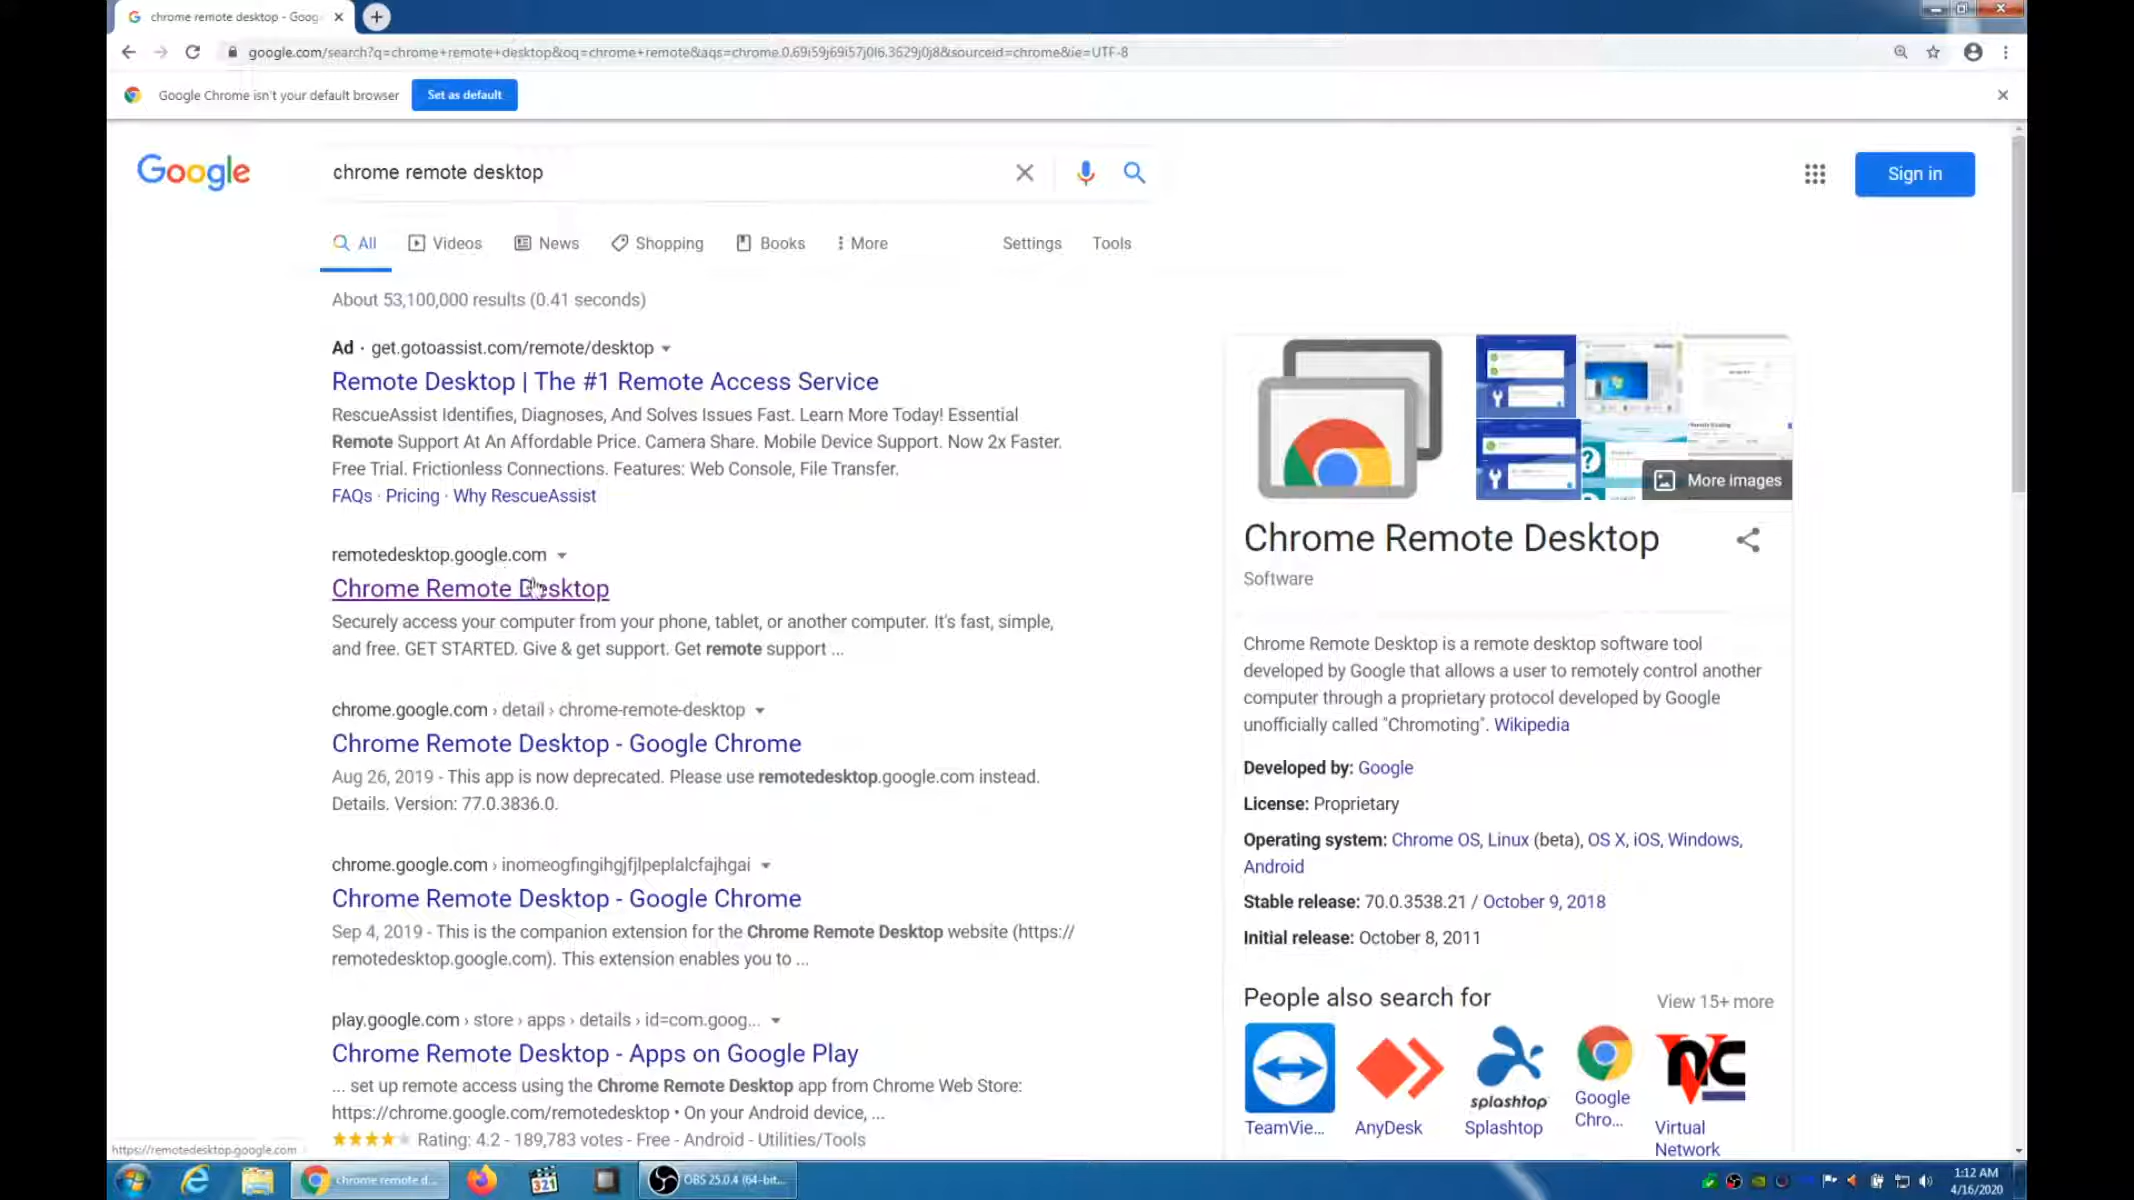 chrome remote desktop - Goog
google.com/search?q=chrome+remote+desktop&oq=chrome+remote&aqs=chrome.0.69i59j69i57j0l6.3629j0j8&sourceid=chrome&ie=UTF-8
Google Chrome isn't your default browser
Set as default
Google
chrome remote desktop
Sign in
All
Videos
News
Shopping
Books
More
Settings
Tools
About 53,100,000 results (0.41 seconds)
Ad · get.gotoassist.com/remote/desktop
Remote Desktop | The #1 Remote Access Service
RescueAssist Identifies, Diagnoses, And Solves Issues Fast. Learn More Today! Essential
Remote Support At An Affordable Price. Camera Share. Mobile Device Support. Now 2x Faster.
Free Trial. Frictionless Connections. Features: Web Console, File Transfer.
FAQs · Pricing · Why RescueAssist
remotedesktop.google.com
Chrome Remote Desktop
Securely access your computer from your phone, tablet, or another computer. It's fast, simple,
and free. GET STARTED. Give & get support. Get remote support ...
chrome.google.com › detail › chrome-remote-desktop
Chrome Remote Desktop - Google Chrome
Aug 26, 2019 - This app is now deprecated. Please use remotedesktop.google.com instead.
Details. Version: 77.0.3836.0.
chrome.google.com › inomeogfingihgjfjlpeplalcfajhgai
Chrome Remote Desktop - Google Chrome
Sep 4, 2019 - This is the companion extension for the Chrome Remote Desktop website (https://
remotedesktop.google.com). This extension enables you to ...
play.google.com › store › apps › details › id=com.goog...
Chrome Remote Desktop - Apps on Google Play
... set up remote access using the Chrome Remote Desktop app from Chrome Web Store:
https://chrome.google.com/remotedesktop • On your Android device, ...
Rating: 4.2 - 189,783 votes - Free - Android - Utilities/Tools
More images
Chrome Remote Desktop
Software
Chrome Remote Desktop is a remote desktop software tool
developed by Google that allows a user to remotely control another
computer through a proprietary protocol developed by Google
unofficially called "Chromoting". Wikipedia
Developed by: Google
License: Proprietary
Operating system: Chrome OS, Linux (beta), OS X, iOS, Windows,
Android
Stable release: 70.0.3538.21 / October 9, 2018
Initial release: October 8, 2011
People also search for
View 15+ more
splashtop
TeamVie...
AnyDesk
Splashtop
Google
Chro...
Virtual
Network
https://remotedesktop.google.com
chrome remote d...
321
OBS 25.0.4 (64-bit...
1:12 AM
4/16/2020